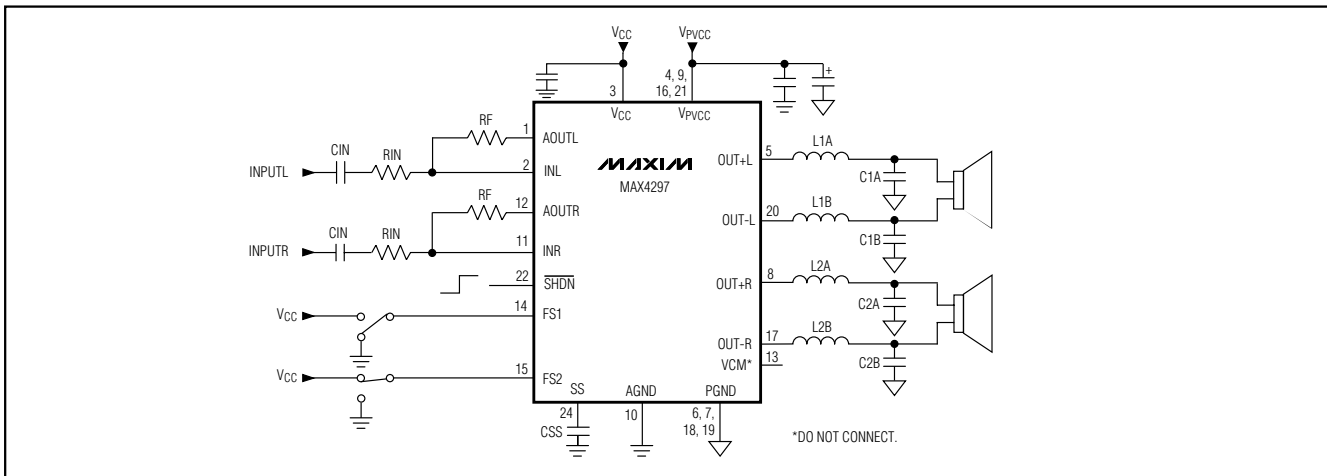 VCC
VPVCC
+
3
4, 9,
16, 21
VCC
VPVCC
MAXIM
MAX4297
RF
1
AOUTL
INPUTL
CIN
RIN
2
INL
RF
12
AOUTR
INPUTR
CIN
RIN
11
INR
22
SHDN
VCC
14
FS1
VCC
15
FS2
OUT+L
5
L1A
C1A
OUT-L
20
L1B
C1B
OUT+R
8
L2A
C2A
OUT-R
17
L2B
C2B
VCM*
13
SS
AGND
PGND
24
10
6, 7,
18, 19
CSS
*DO NOT CONNECT.